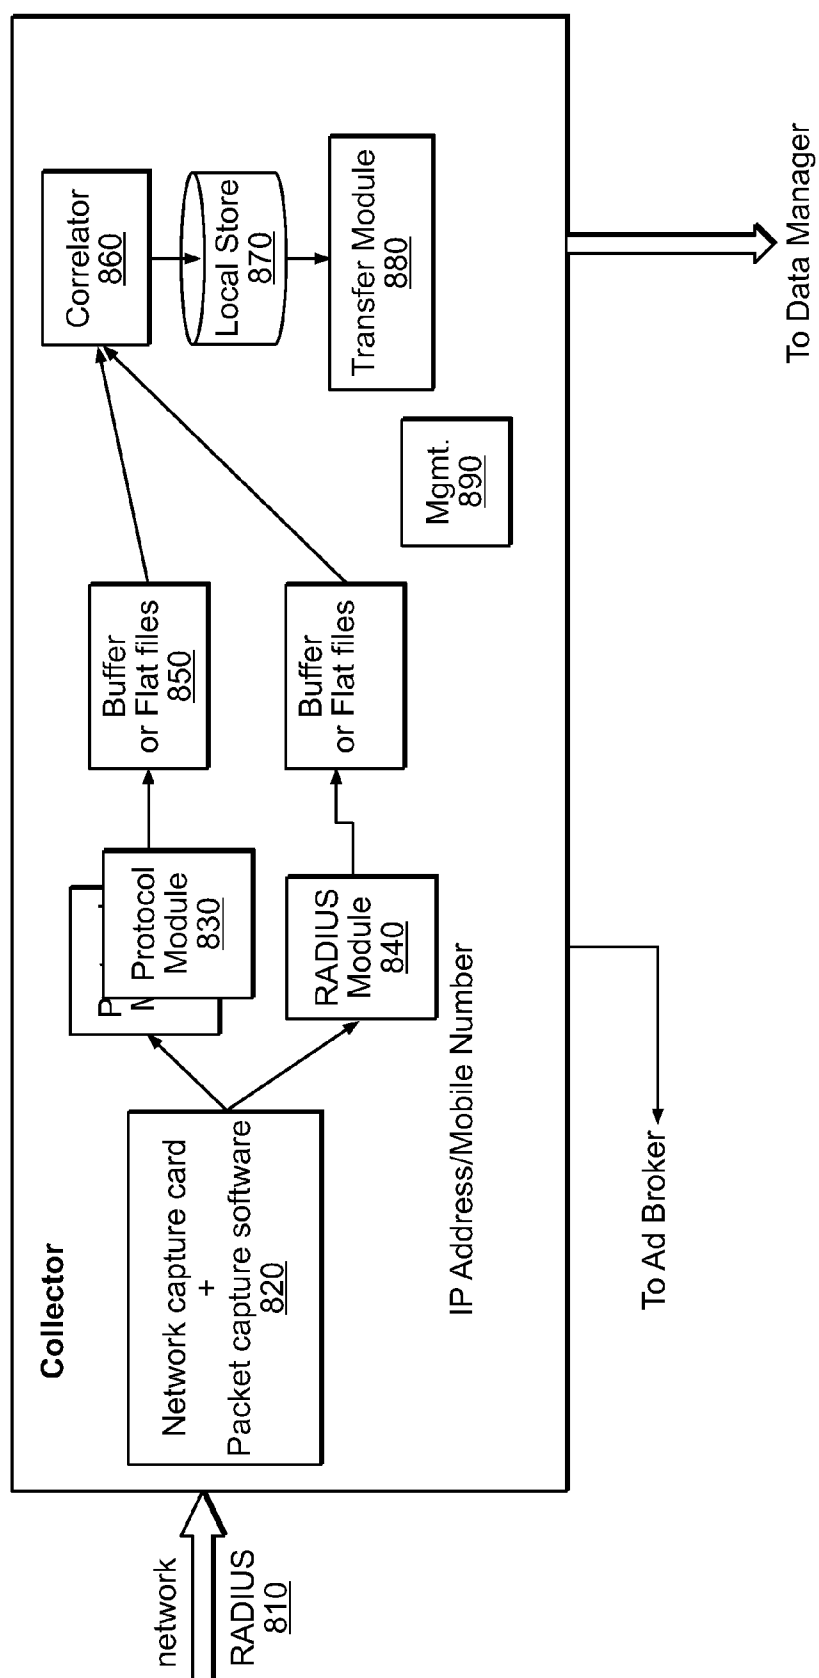 Collector
network
RADIUS
810
Network capture card
+
Packet capture software
820
P
M
Protocol
Module
830
RADIUS
Module
840
Buffer
or Flat files
850
Buffer
or Flat files
Correlator
860
Local Store
870
Transfer Module
880
Mgmt.
890
IP Address/Mobile Number
To Ad Broker
To Data Manager